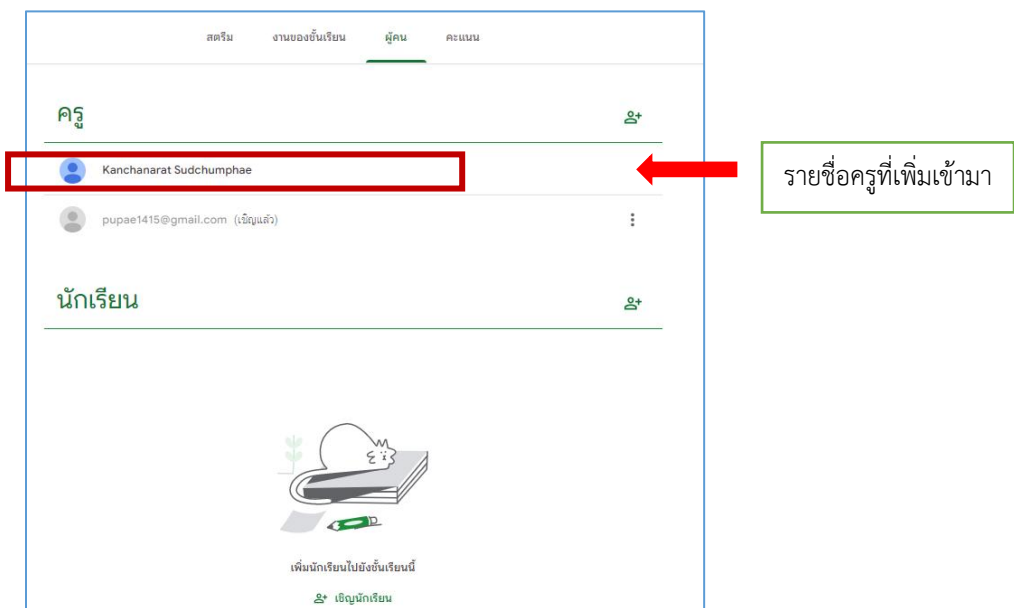 สตรีม งานของชั้นเรียน ผู้คน คะแนน
ครู
Kanchanarat Sudchumphae
รายชื่อครูที่เพิ่มเข้ามา
pupae1415@gmail.com (เชิญแล้ว)
นักเรียน
เพิ่มนักเรียนไปยังชั้นเรียนนี้
เชิญนักเรียน